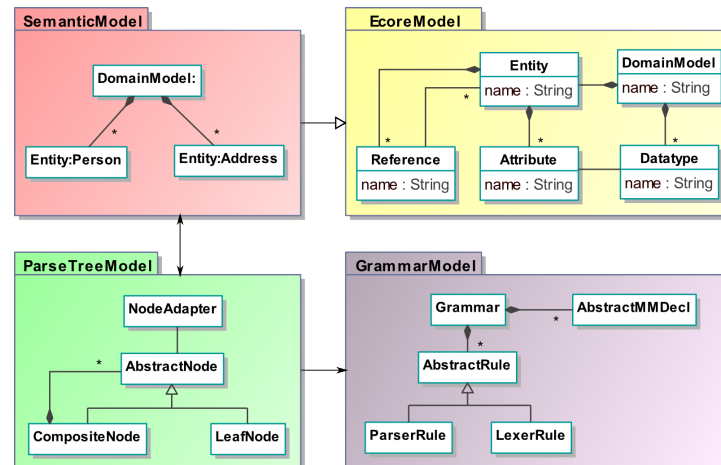 SemanticModel
DomainModel:
*
*
Entity:Person
Entity:Address
EcoreModel
Entity
name : String
DomainModel
name : String
*
*
*
*
Reference
name : String
Attribute
name : String
Datatype
name : String
ParseTreeModel
NodeAdapter
*
AbstractNode
CompositeNode
LeafNode
GrammarModel
Grammar
AbstractMMDecl
*
*
AbstractRule
ParserRule
LexerRule